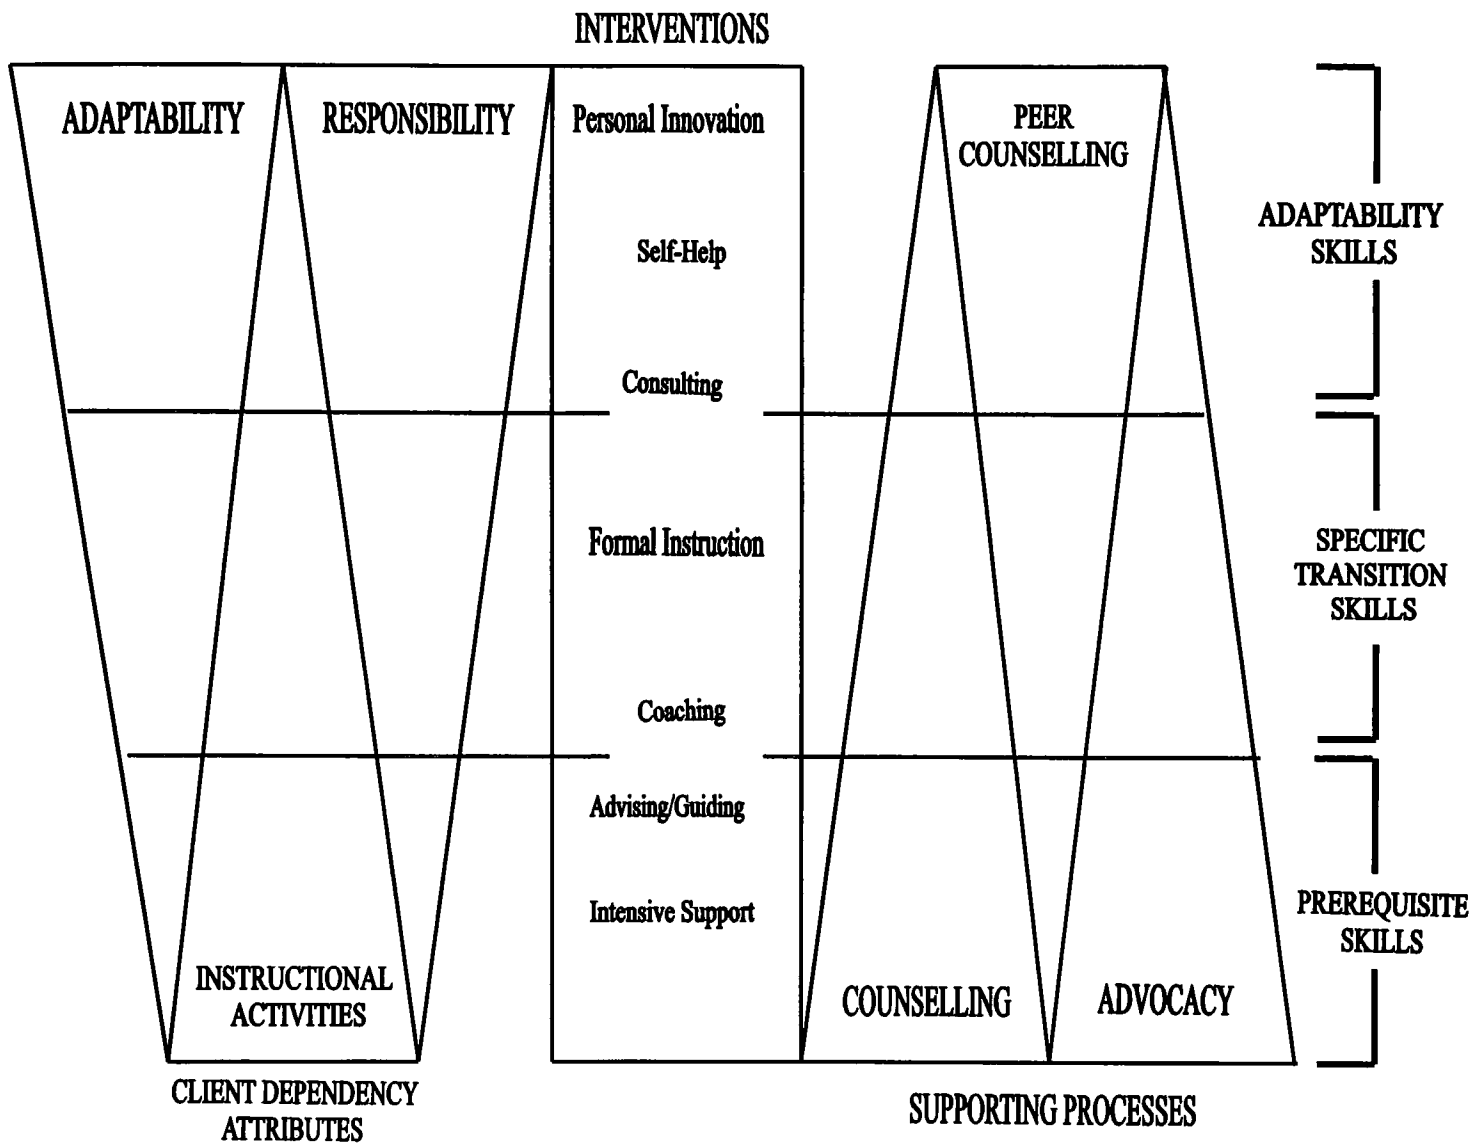 INTERVENTIONS
ADAPTABILITY
RESPONSIBILITY
Personal Innovation
PEER
COUNSELLING
ADAPTABILITY
SKILLS
Self-Help
Consulting
Formal Instruction
SPECIFIC
TRANSITION
SKILLS
Coaching
Advising/Guiding
Intensive Support
PREREQUISITE
SKILLS
INSTRUCTIONAL
ACTIVITIES
COUNSELLING
ADVOCACY
CLIENT DEPENDENCY
ATTRIBUTES
SUPPORTING PROCESSES